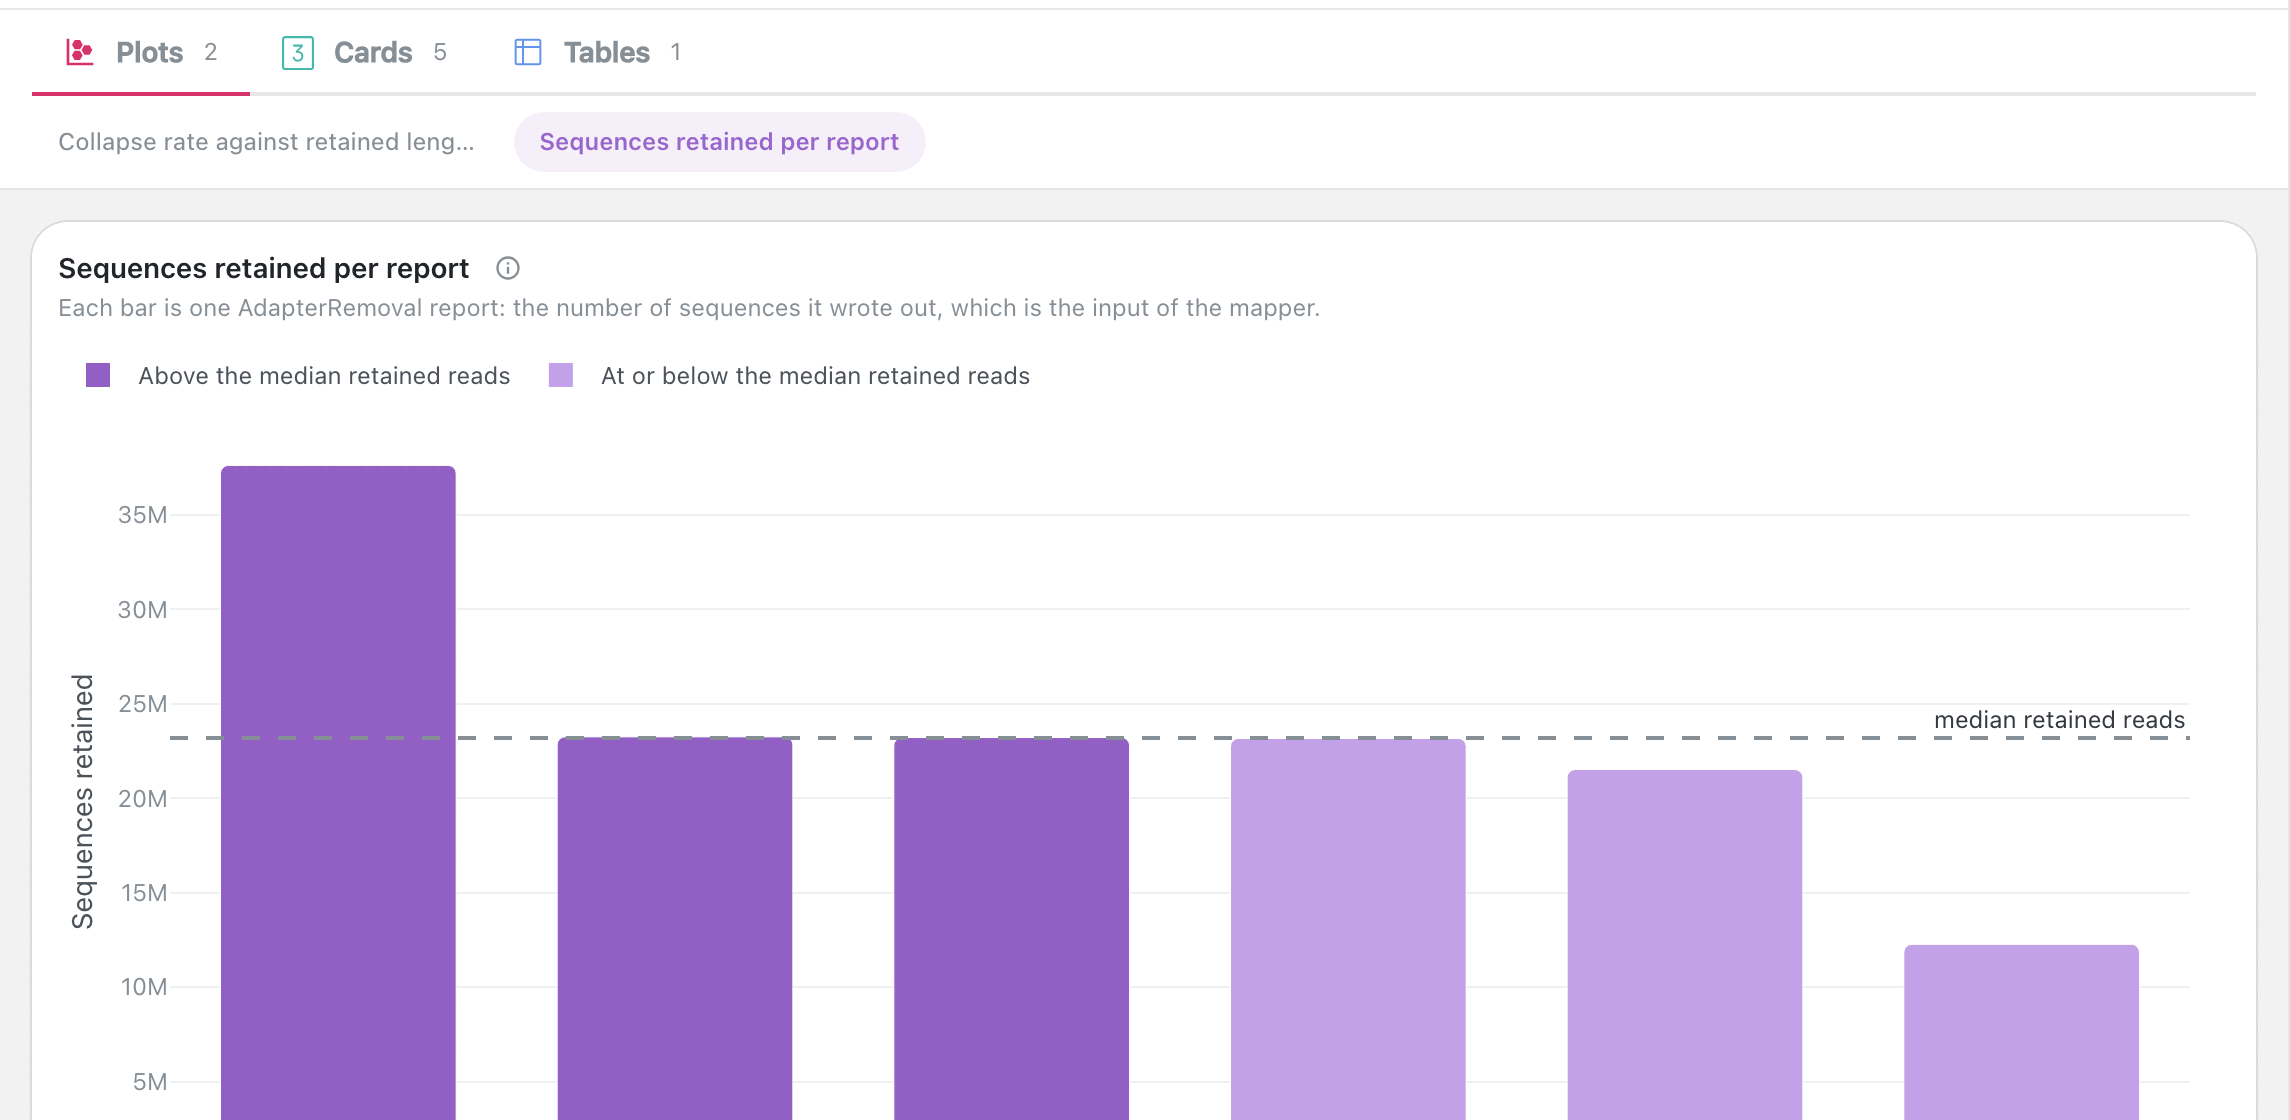 Plots 2 3 Cards 5 Tables 1
Collapse rate against retained leng... Sequences retained per report
Sequences retained per report
Each bar is one AdapterRemoval report: the number of sequences it wrote out, which is the input of the mapper.
Above the median retained reads At or below the median retained reads
35M
30M
25M
median retained reads
20M
15M
10M
5M
Sequences retained